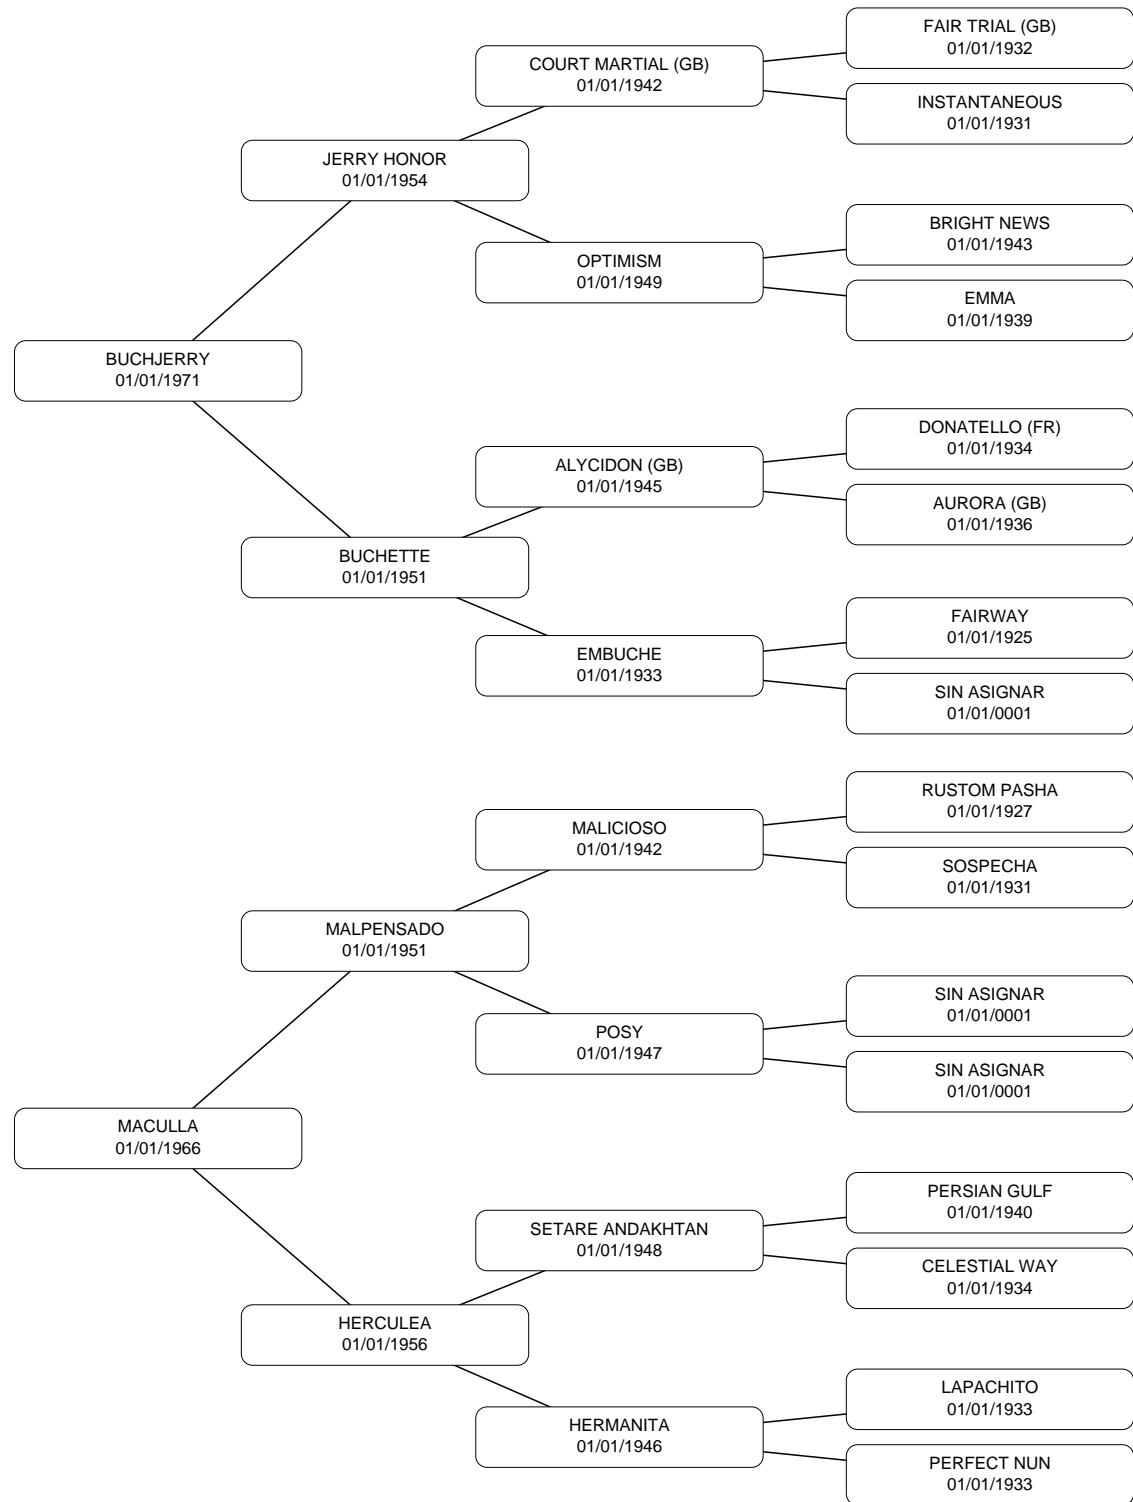 FAIR TRIAL (GB)
01/01/1932
COURT MARTIAL (GB)
01/01/1942
INSTANTANEOUS
01/01/1931
JERRY HONOR
01/01/1954
BRIGHT NEWS
01/01/1943
OPTIMISM
01/01/1949
EMMA
01/01/1939
BUCHJERRY
01/01/1971
DONATELLO (FR)
01/01/1934
ALYCIDON (GB)
01/01/1945
AURORA (GB)
01/01/1936
BUCHETTE
01/01/1951
FAIRWAY
01/01/1925
EMBUCHE
01/01/1933
SIN ASIGNAR
01/01/0001
RUSTOM PASHA
01/01/1927
MALICIOSO
01/01/1942
SOSPECHA
01/01/1931
MALPENSADO
01/01/1951
SIN ASIGNAR
01/01/0001
POSY
01/01/1947
SIN ASIGNAR
01/01/0001
MACULLA
01/01/1966
PERSIAN GULF
01/01/1940
SETARE ANDAKHTAN
01/01/1948
CELESTIAL WAY
01/01/1934
HERCULEA
01/01/1956
LAPACHITO
01/01/1933
HERMANITA
01/01/1946
PERFECT NUN
01/01/1933